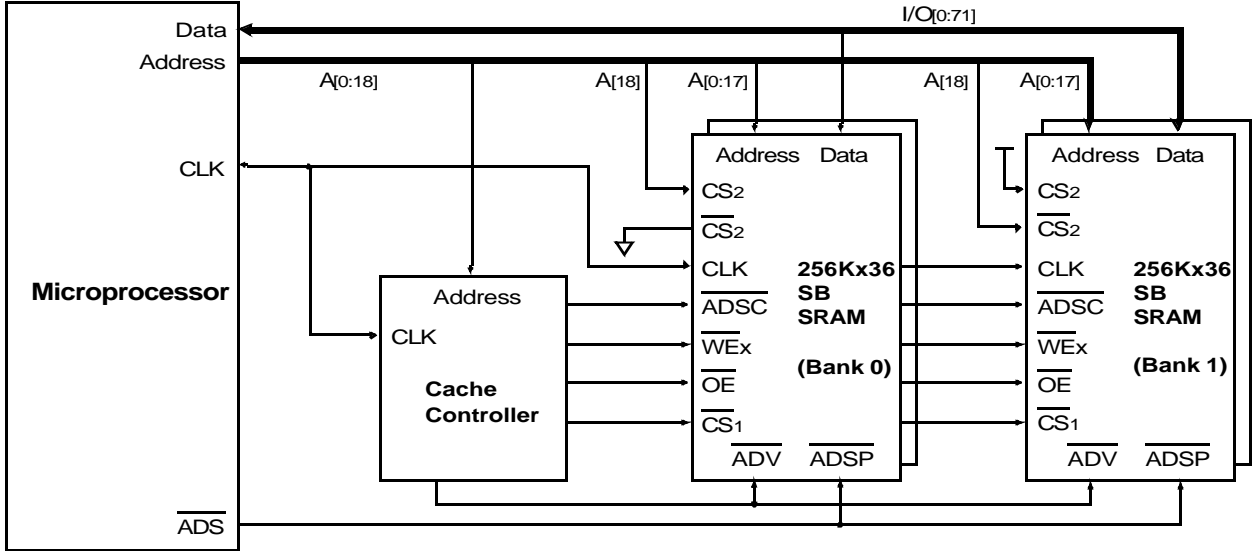 I/O[0:71]
Data
Address
A[0:18]
A[18]
A[0:17]
A[18]
A[0:17]
CLK
Microprocessor
ADS
Address
CLK
Cache
Controller
Address Data
CS2
CS2
CLK
ADSC
WEx
OE
CS1
ADV ADSP
256Kx36
SB
SRAM
(Bank 0)
Address Data
CS2
CS2
CLK
ADSC
WEx
OE
CS1
ADV ADSP
256Kx36
SB
SRAM
(Bank 1)